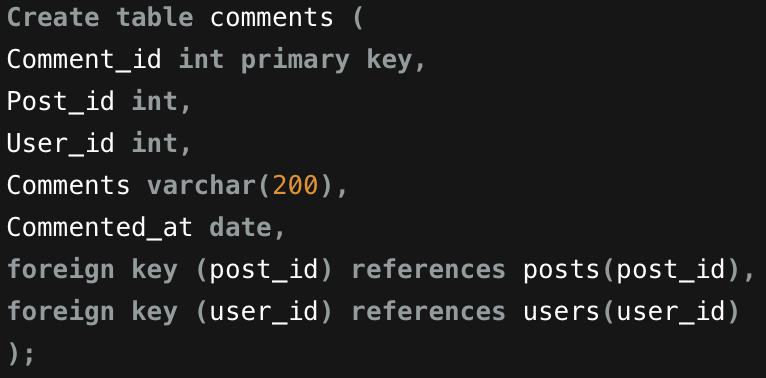 Create table comments (
Comment_id int primary key,
Post_id int,
User_id int,
Comments varchar(200),
Commented_at date,
foreign key (post_id) references posts(post_id),
foreign key (user_id) references users(user_id)
);